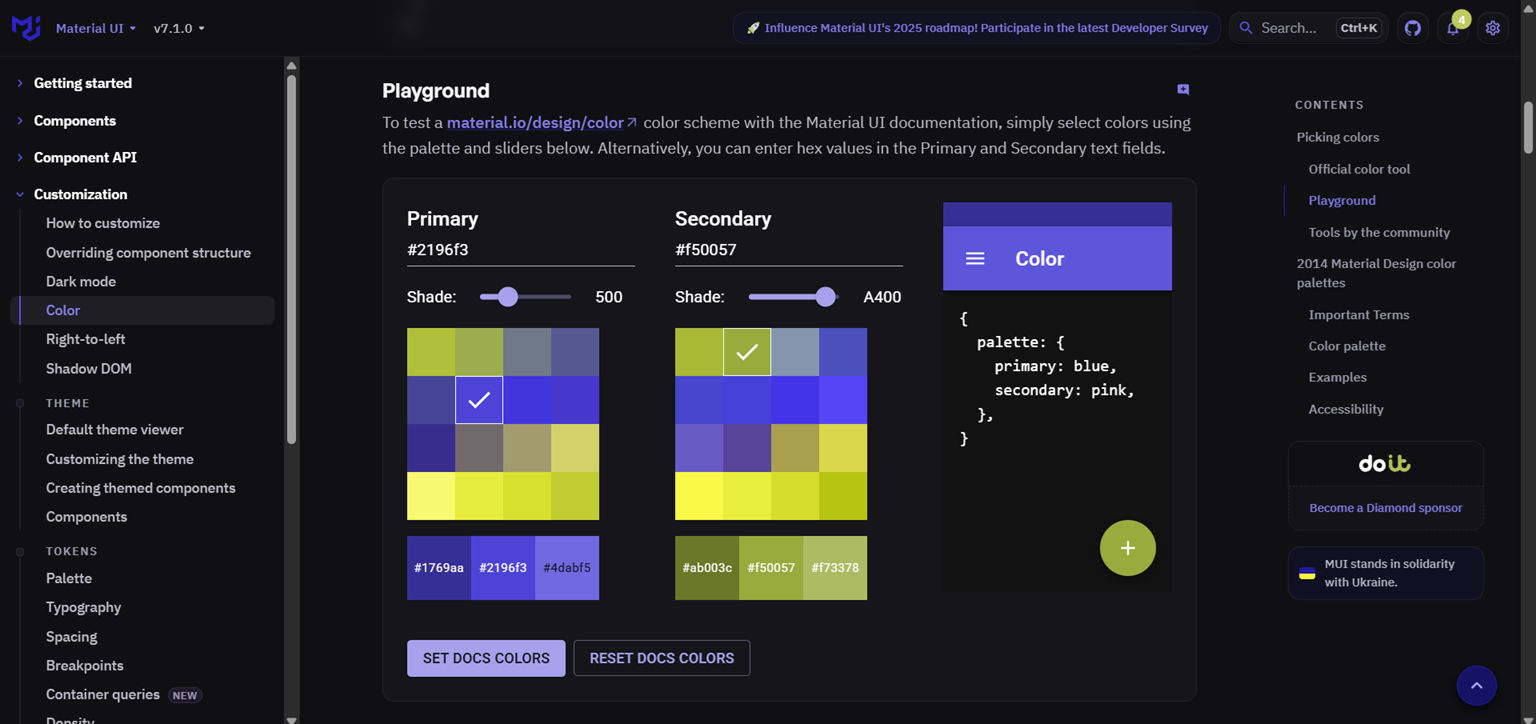 Material UI
v7.1.0
🚀 Influence Material UI's 2025 roadmap! Participate in the latest Developer Survey
Search...
Ctrl+K
4
Getting started
Components
Component API
Customization
How to customize
Overriding component structure
Dark mode
Color
Right-to-left
Shadow DOM
THEME
Default theme viewer
Customizing the theme
Creating themed components
Components
TOKENS
Palette
Typography
Spacing
Breakpoints
Container queries NEW
Density
Playground
To test a material.io/design/color color scheme with the Material UI documentation, simply select colors using
the palette and sliders below. Alternatively, you can enter hex values in the Primary and Secondary text fields.
Primary
#2196f3
Shade:
500
#1769aa #2196f3 #4dabf5
Secondary
#f50057
Shade:
A400
#ab003c #f50057 #f73378
Color
{
palette: {
primary: blue,
secondary: pink,
},
}
+
SET DOCS COLORS
RESET DOCS COLORS
CONTENTS
Picking colors
Official color tool
Playground
Tools by the community
2014 Material Design color
palettes
Important Terms
Color palette
Examples
Accessibility
doit
Become a Diamond sponsor
MUI stands in solidarity
with Ukraine.